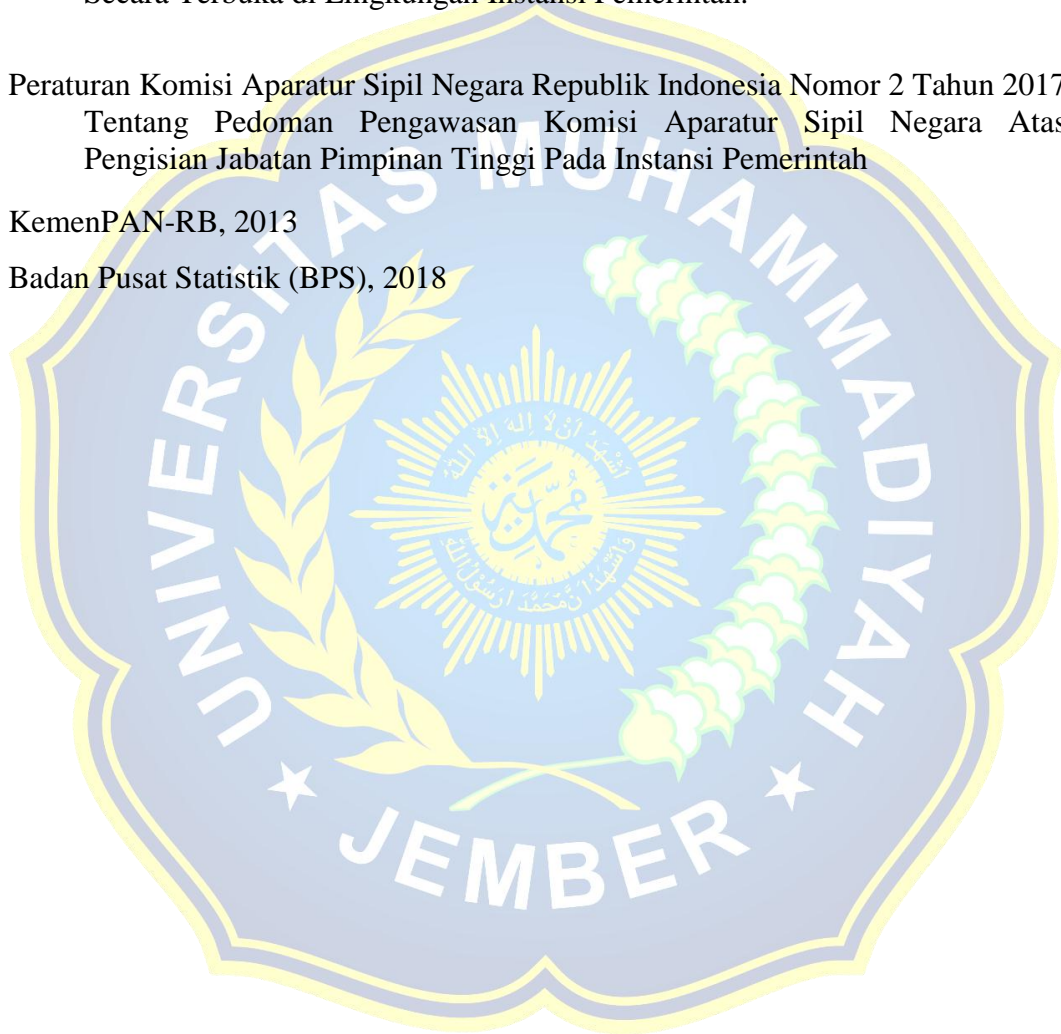 Secara Terbuka di Lingkungan Instansi Pemerintah.
Peraturan Komisi Aparatur Sipil Negara Republik Indonesia Nomor 2 Tahun 2017
Tentang Pedoman Pengawasan Komisi Aparatur Sipil Negara Atas
Pengisian Jabatan Pimpinan Tinggi Pada Instansi Pemerintah
KemenPAN-RB, 2013
Badan Pusat Statistik (BPS), 2018
UNIVERSITAS MUHAMMADIYAH
اَشْهَدُ اَنْ لَا اِلٰهَ اِلَّا اللّٰهُ
مُحَمَّدِيَّة
وَاَشْهَدُ اَنَّ مُحَمَّدًا رَسُوْلُ اللّٰهِ
JEMBER